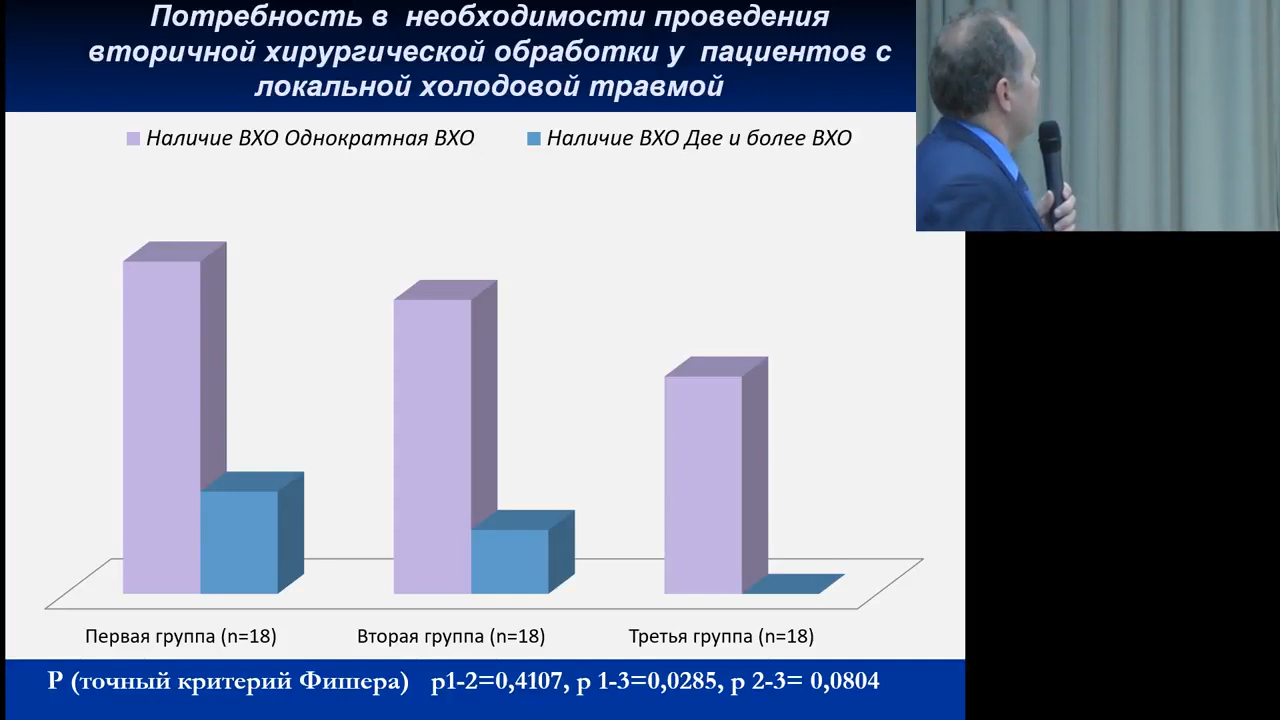 Потребность в необходимости проведения
вторичной хирургической обработки у пациентов с
локальной холодовой травмой
Наличие ВХО Однократная ВХО
Наличие ВХО Две и более ВХО
Первая группа (n=18)
Вторая группа (n=18)
Третья группа (n=18)
Р (точный критерий Фишера) р1-2=0,4107, р 1-3=0,0285, р 2-3= 0,0804